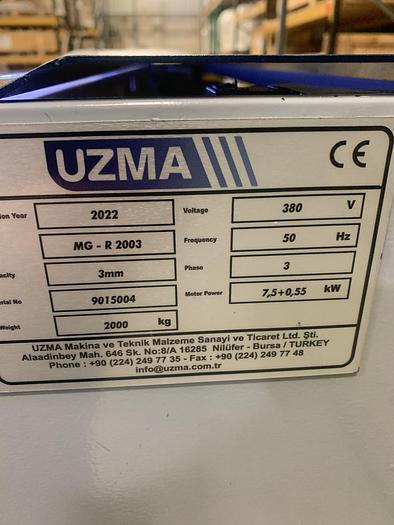 UZMA
CE
ion Year 2022 Voltage 380 V
MG - R 2003 Frequency 50 Hz
acity 3mm Phase 3
rial No 9015004 Motor Power 7,5+0,55 kW
Weight 2000 kg
UZMA Makina ve Teknik Malzeme Sanayi ve Ticaret Ltd. Şti.
Alaadinbey Mah. 646 Sk. No:8/A 16285 Nilüfer - Bursa / TURKEY
Phone : +90 (224) 249 77 35 - Fax : +90 (224) 249 77 48
info@uzma.com.tr